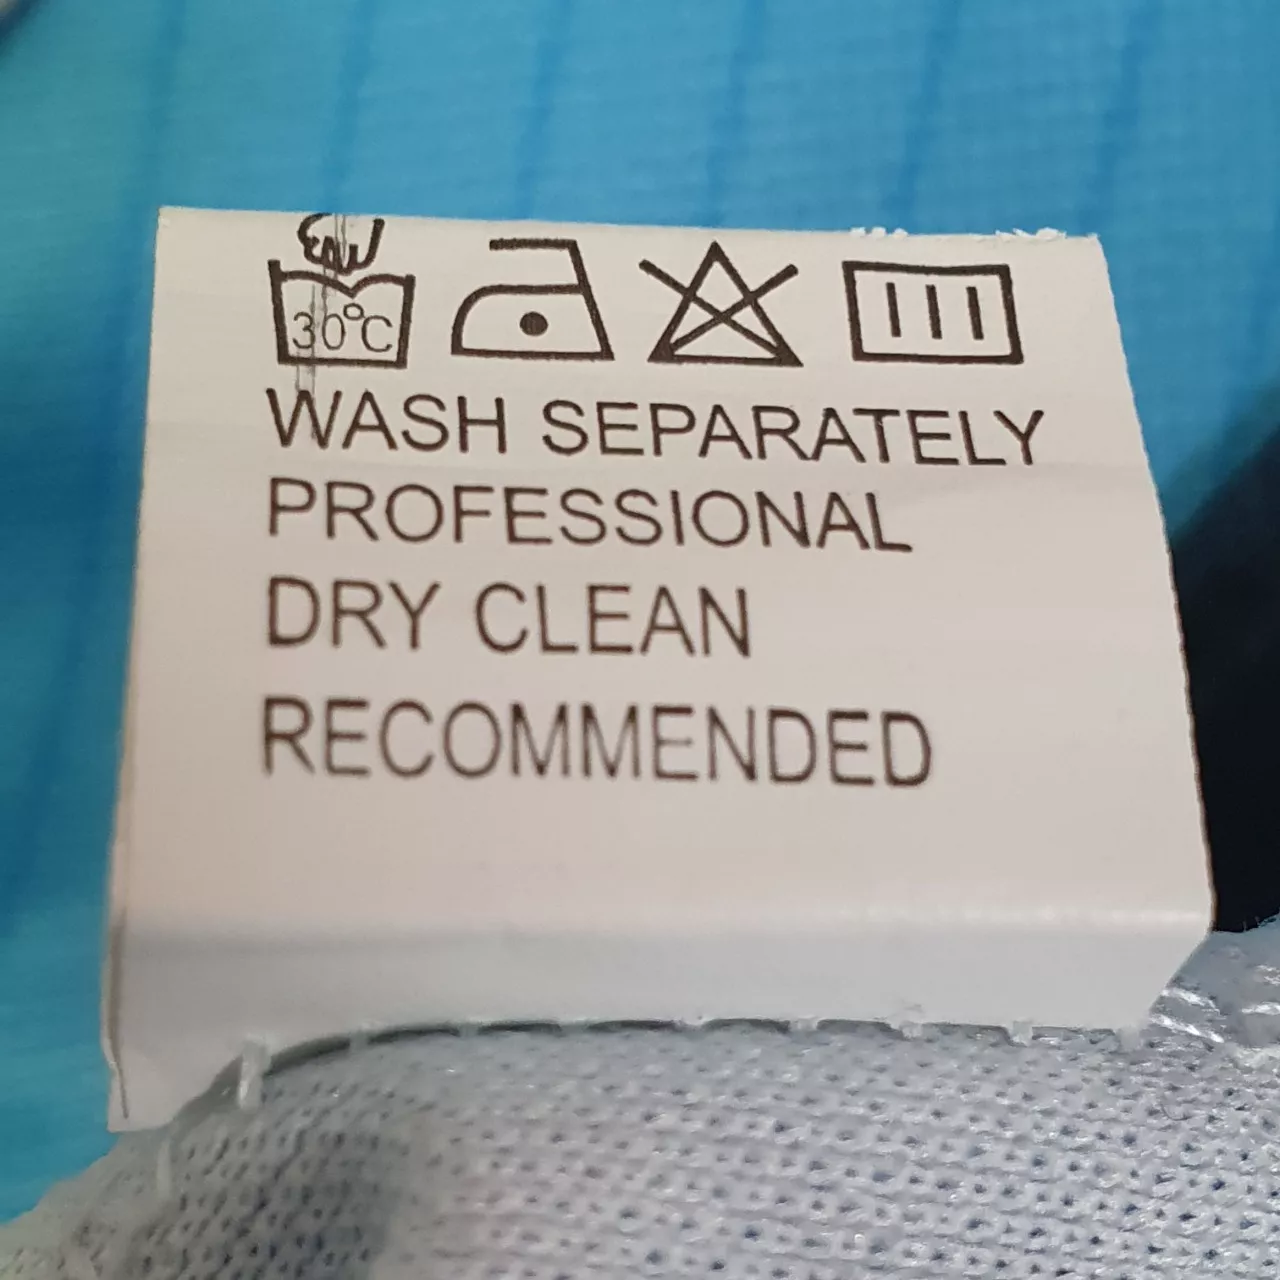 30°C
WASH SEPARATELY
PROFESSIONAL
DRY CLEAN
RECOMMENDED